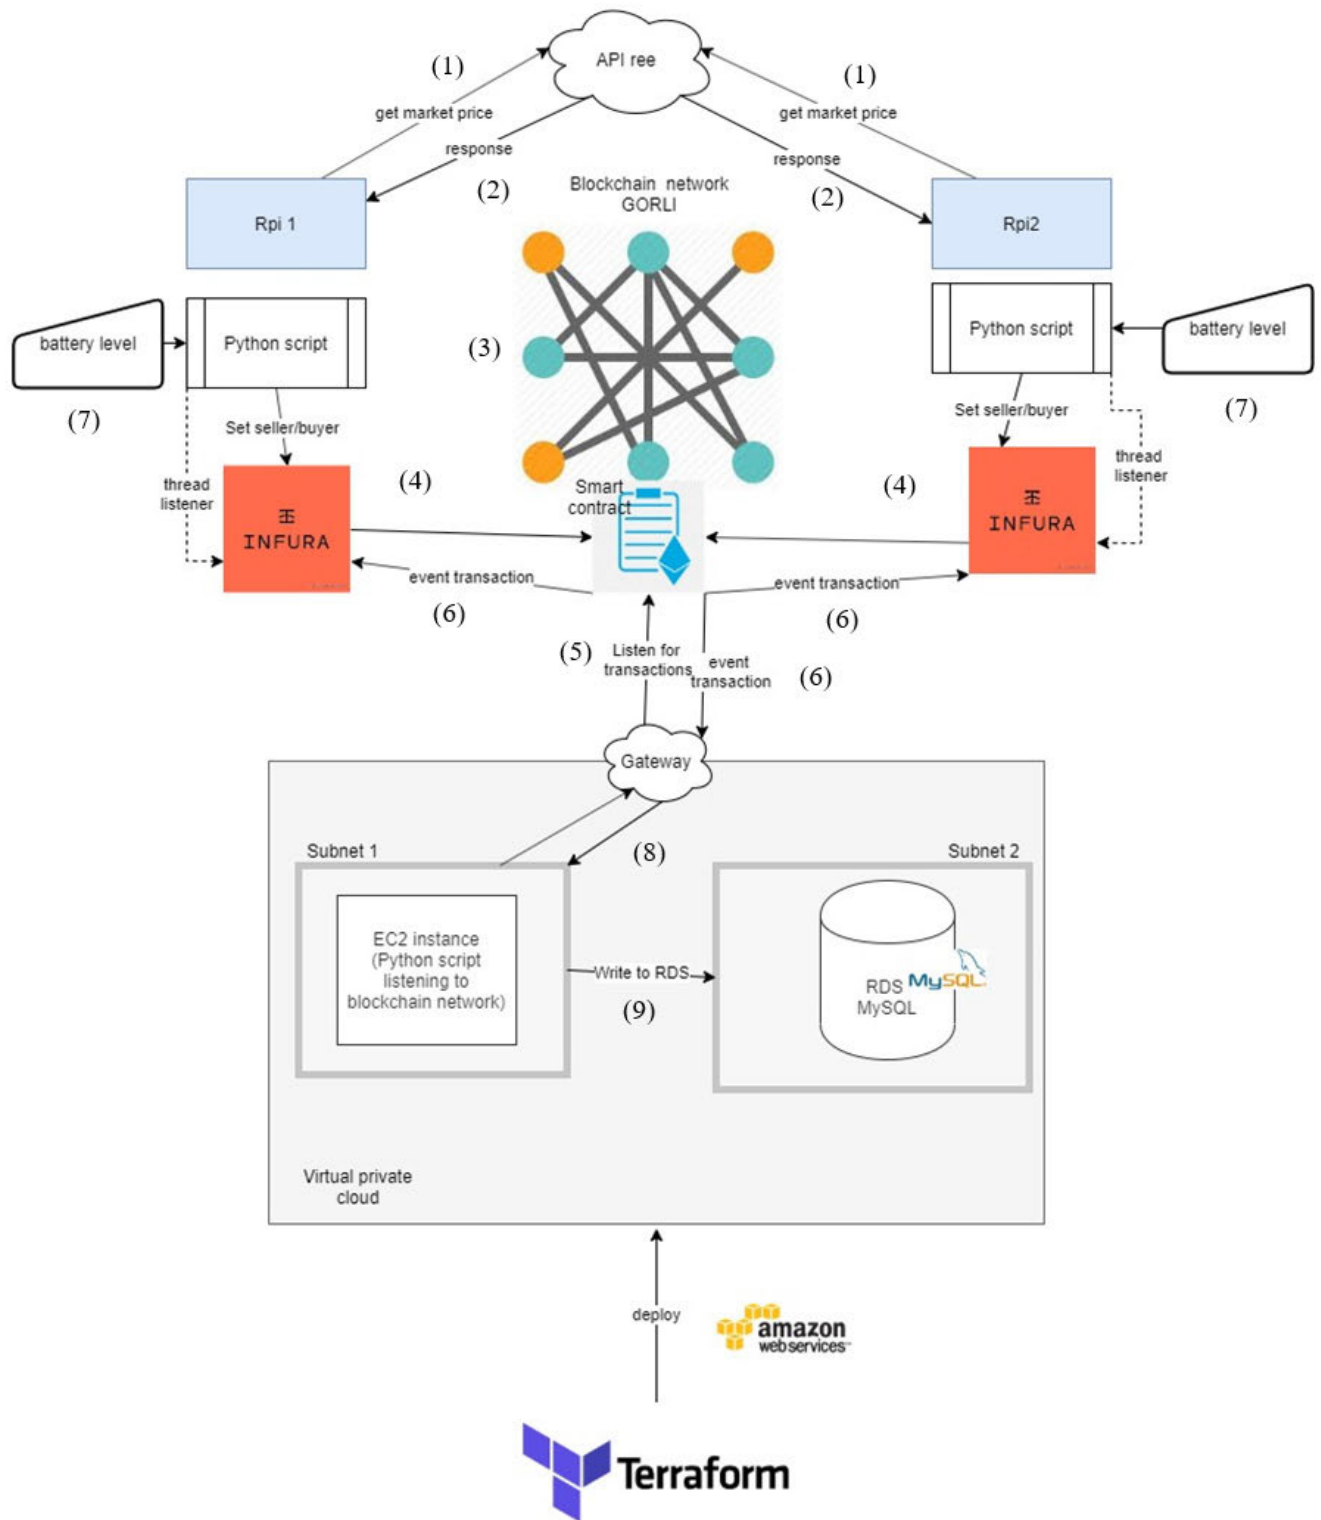 API ree
(1)
(1)
get market price
get market price
response
response
(2)
(2)
Blockchain network
GORLI
Rpi 1
Rpi2
battery level
Python script
Python script
battery level
(3)
(7)
(7)
Set seller/buyer
Set seller/buyer
thread
listener
thread
listener
(4)
(4)
Smart
contract
INFURA
INFURA
event transaction
event transaction
(6)
(6)
(5)
Listen for
transactions
event
transaction
(6)
Gateway
Subnet 1
(8)
Subnet 2
EC2 instance
(Python script
listening to
blockchain network)
Write to RDS
(9)
RDS
MySQL
MySQL
Virtual private
cloud
deploy
amazon
webservices
Terraform